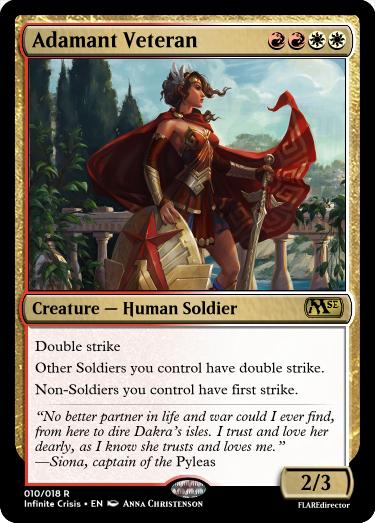 Adamant Veteran
Creature — Human Soldier
MSE
Double strike
Other Soldiers you control have double strike.
Non-Soldiers you control have first strike.
“No better partner in life and war could I ever find,
from here to dire Dakra’s isles. I trust and love her
dearly, as I know she trusts and loves me.”
—Siona, captain of the Pyleas
2/3
010/018 R
Infinite Crisis • EN Anna Christenson
FLAREdirector